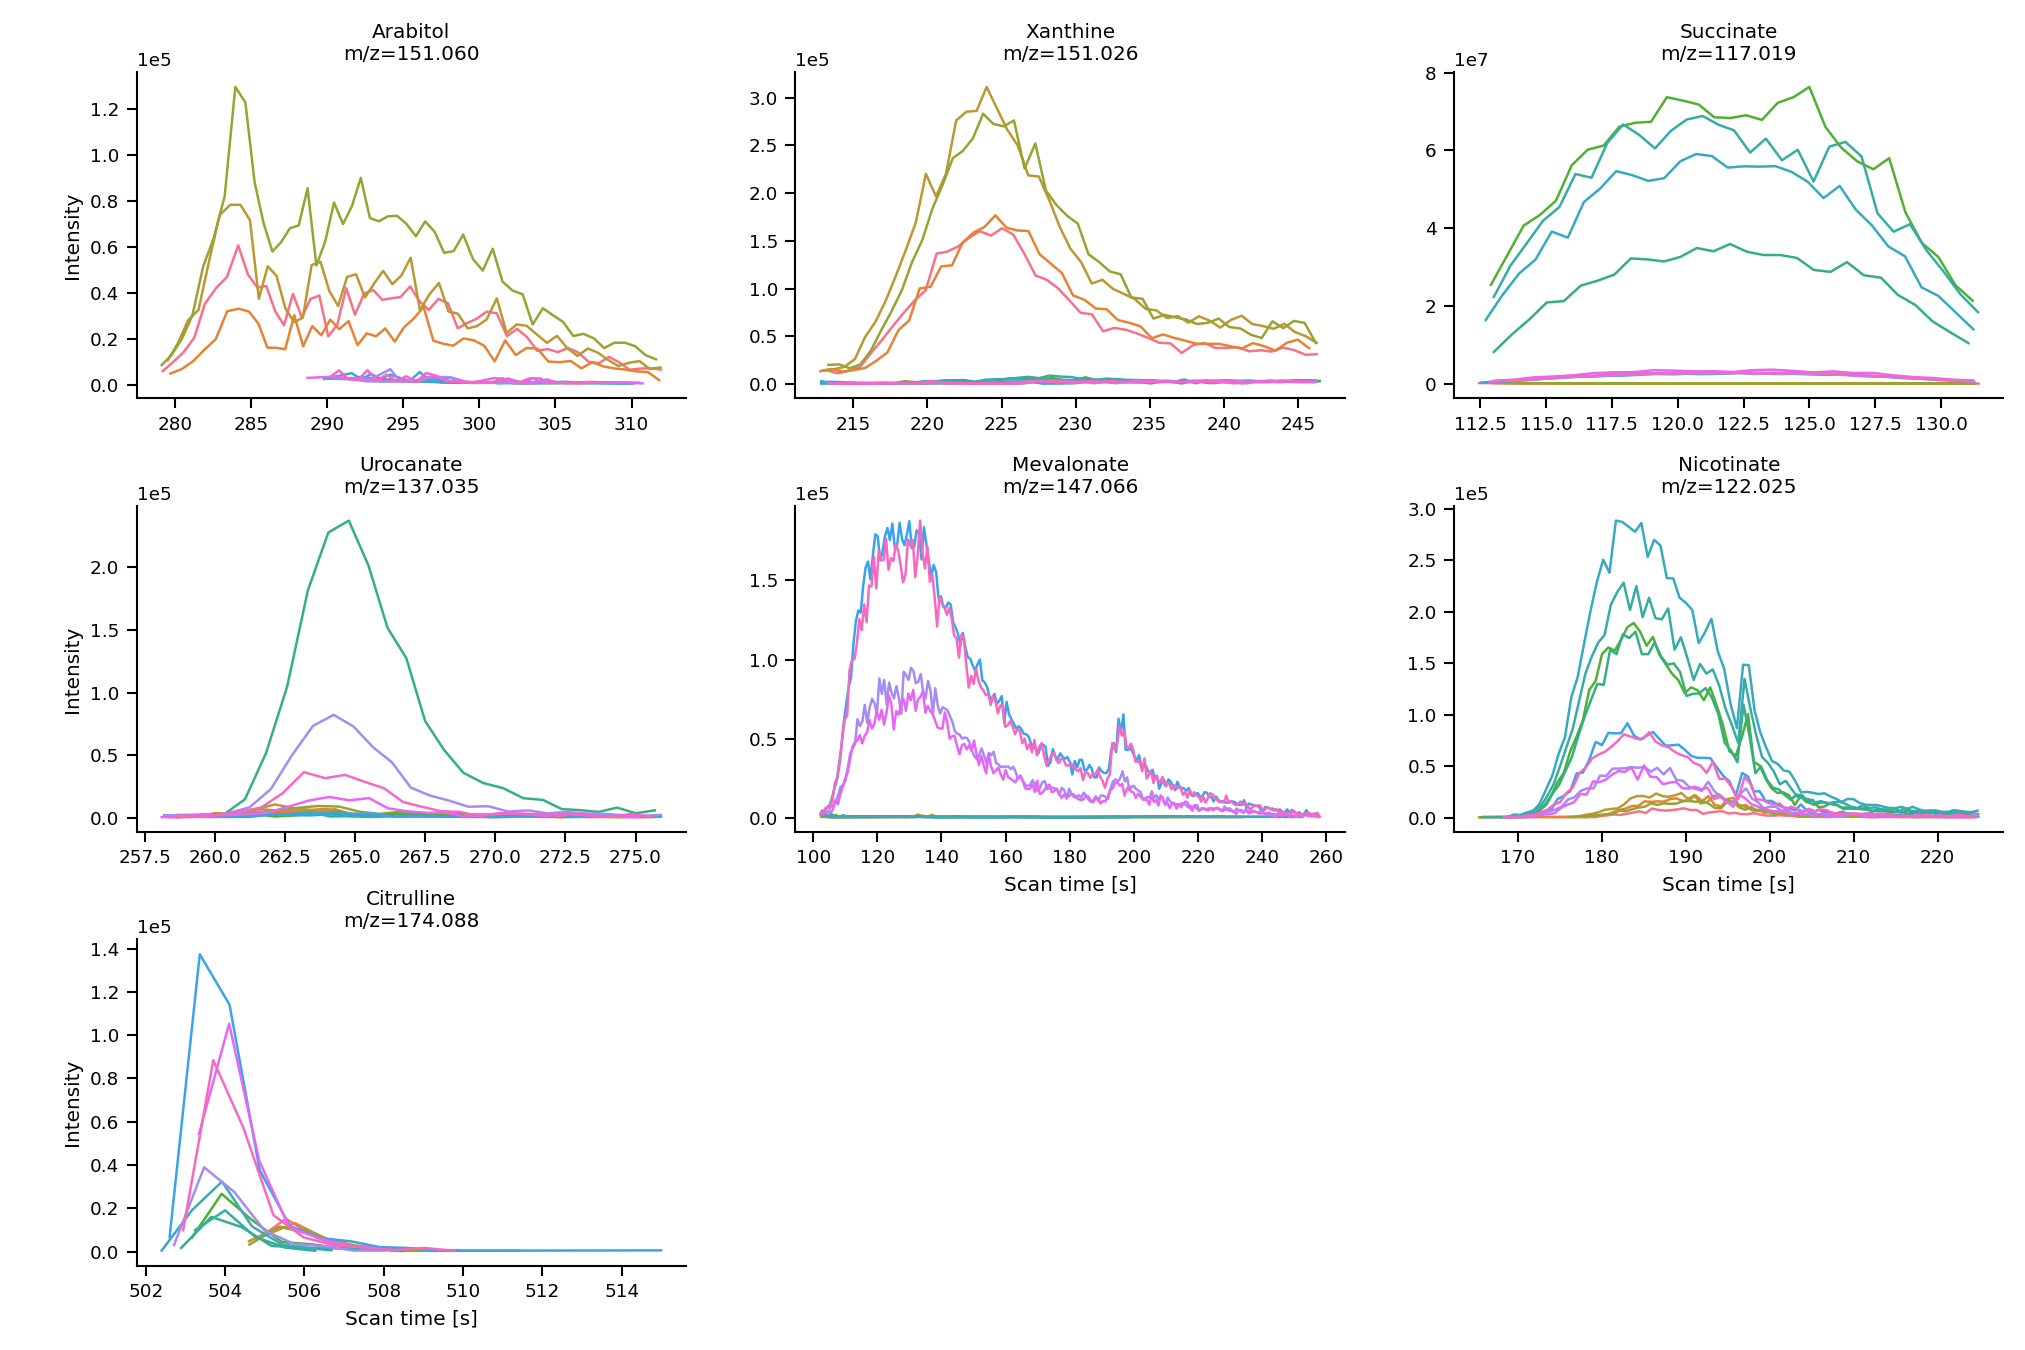 Arabitol
m/z=151.060
1e5
Intensity
1.2
1.0
0.8
0.6
0.4
0.2
0.0
280 285 290 295 300 305 310
Xanthine
m/z=151.026
1e5
3.0
2.5
2.0
1.5
1.0
0.5
0.0
215 220 225 230 235 240 245
Succinate
m/z=117.019
1e7
8
6
4
2
0
112.5 115.0 117.5 120.0 122.5 125.0 127.5 130.0
Urocanate
m/z=137.035
1e5
Intensity
2.0
1.5
1.0
0.5
0.0
257.5 260.0 262.5 265.0 267.5 270.0 272.5 275.0
Mevalonate
m/z=147.066
1e5
1.5
1.0
0.5
0.0
100 120 140 160 180 200 220 240 260
Scan time [s]
Nicotinate
m/z=122.025
1e5
3.0
2.5
2.0
1.5
1.0
0.5
0.0
170 180 190 200 210 220
Scan time [s]
Citrulline
m/z=174.088
1e5
Intensity
1.4
1.2
1.0
0.8
0.6
0.4
0.2
0.0
502 504 506 508 510 512 514
Scan time [s]